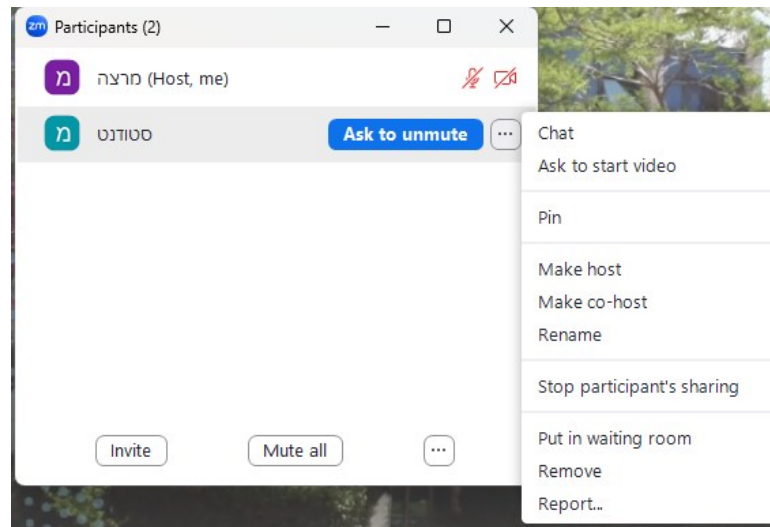 zm Participants (2)
מ מרצה (Host, me)
מ סטודנט Ask to unmute ...
Chat
Ask to start video
Pin
Make host
Make co-host
Rename
Stop participant's sharing
Put in waiting room
Remove
Report...
Invite Mute all ...